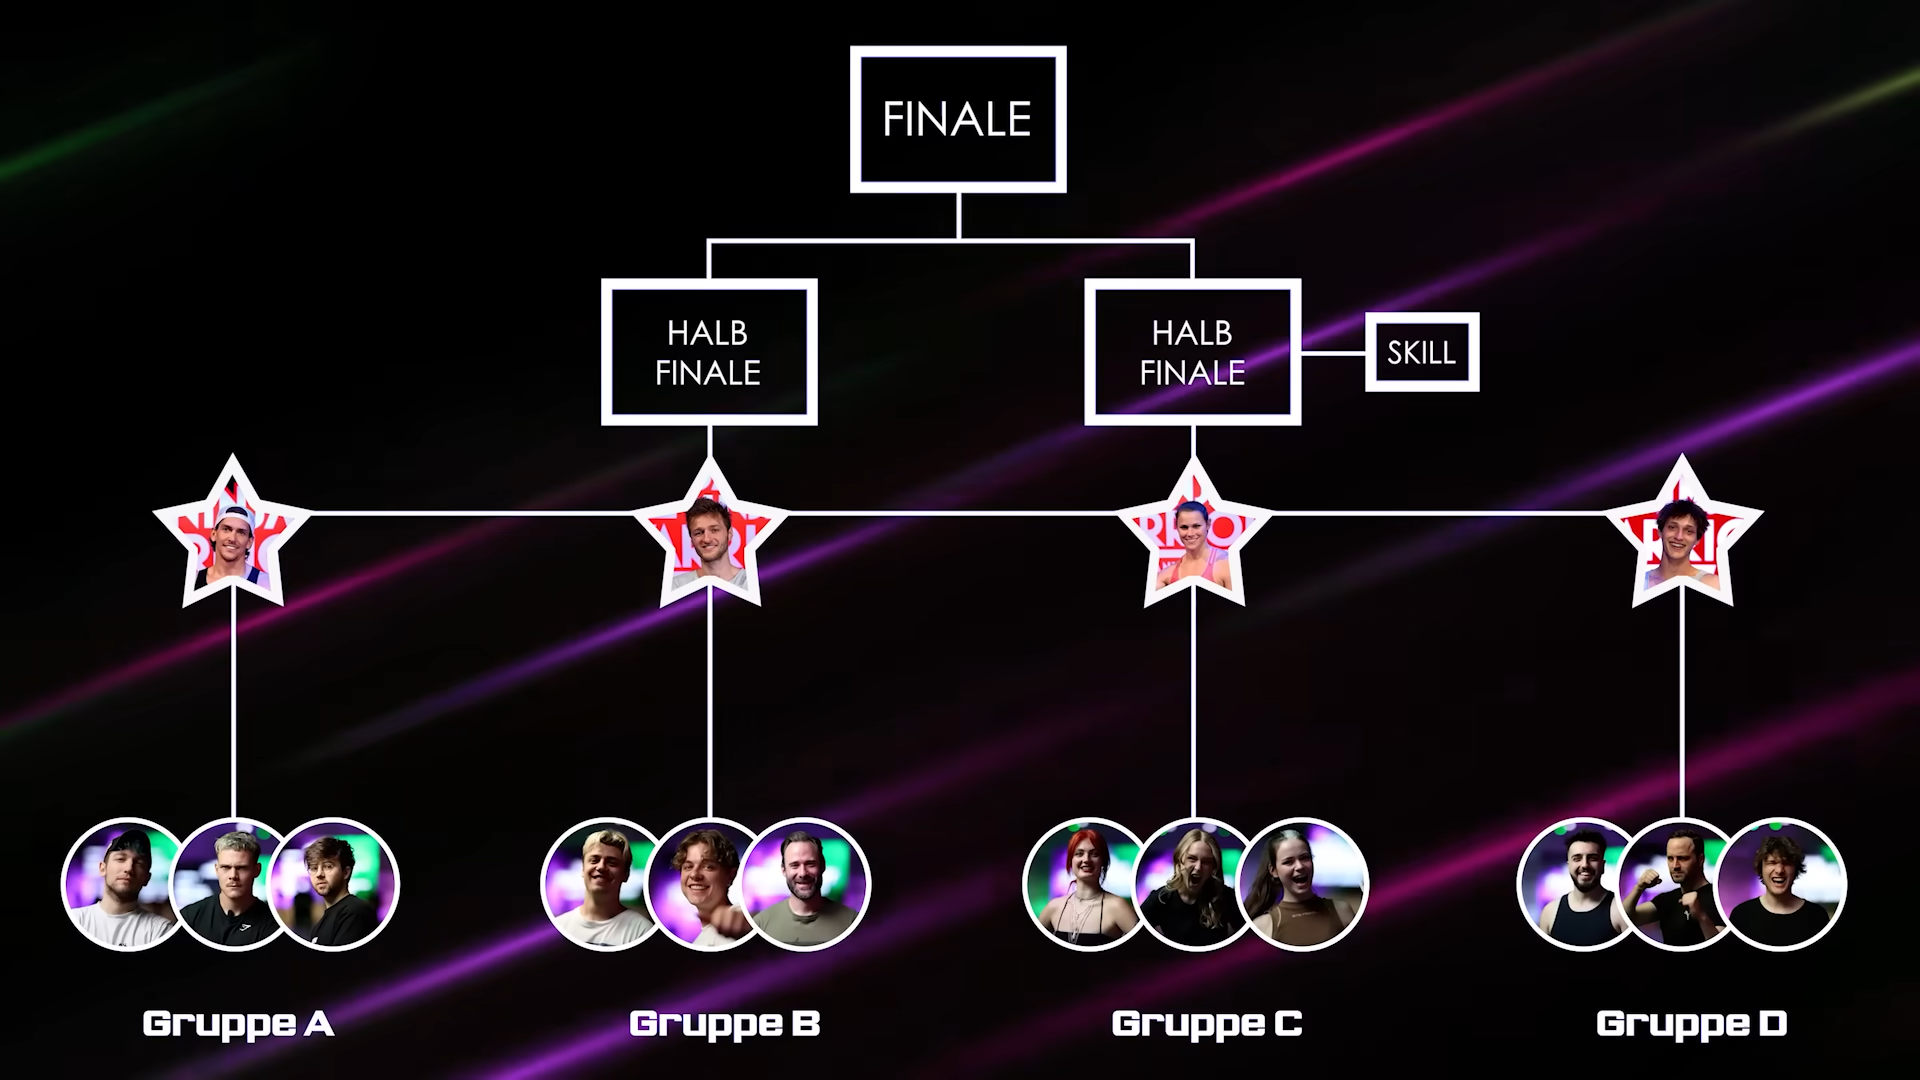 FINALE
HALB
FINALE
HALB
FINALE
SKILL
Gruppe A
Gruppe B
Gruppe C
Gruppe D